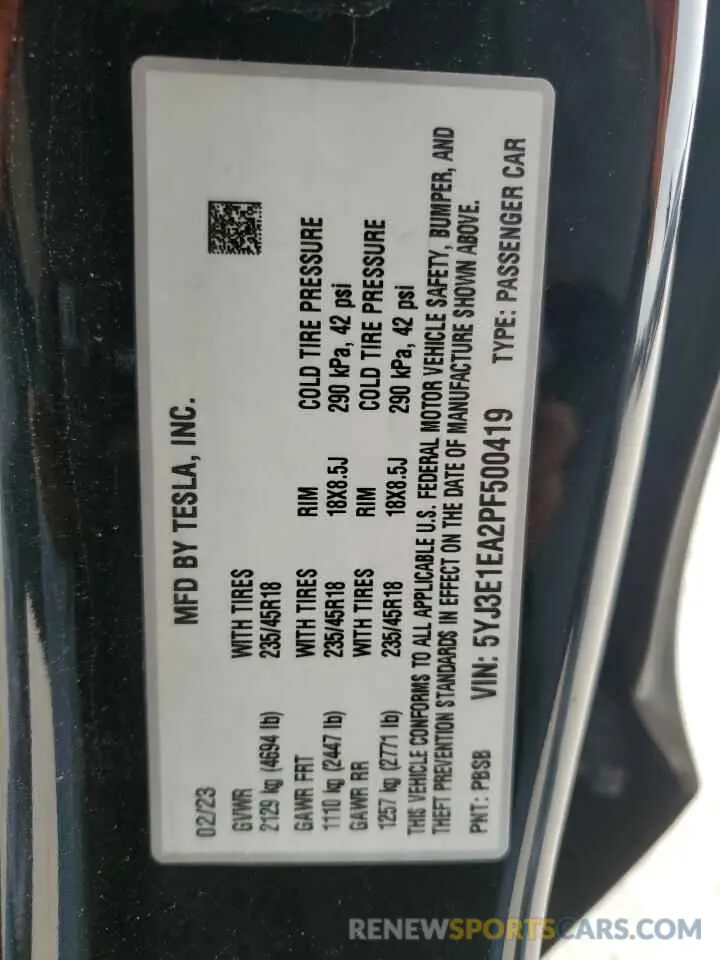 MFD BY TESLA, INC.
02/23
GVWR WITH TIRES
2129 kg (4694 lb) 235/45R18
GAWR FRT WITH TIRES RIM COLD TIRE PRESSURE
1110 kg (2447 lb) 235/45R18 18X8.5J 290 kPa, 42 psi
GAWR RR WITH TIRES RIM COLD TIRE PRESSURE
1257 kg (2771 lb) 235/45R18 18X8.5J 290 kPa, 42 psi
THIS VEHICLE CONFORMS TO ALL APPLICABLE U.S. FEDERAL MOTOR VEHICLE SAFETY, BUMPER, AND
THEFT PREVENTION STANDARDS IN EFFECT ON THE DATE OF MANUFACTURE SHOWN ABOVE.
PNT: PBSB VIN: 5YJ3E1EA2PF500419 TYPE: PASSENGER CAR
RENEWSPORTSCARS.COM